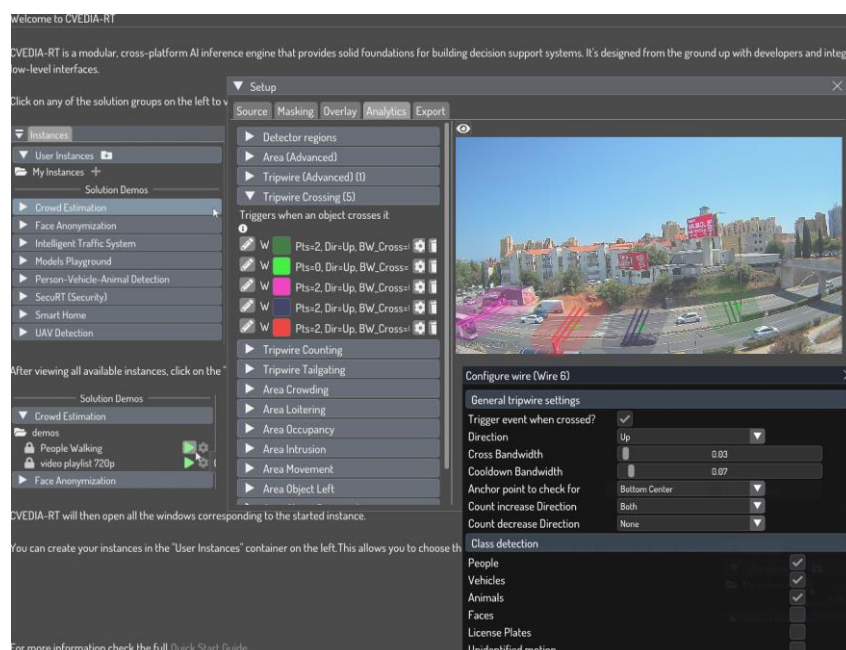 Welcome to CVEDIA-RT
CVEDIA-RT is a modular, cross-platform AI inference engine that provides solid foundations for building decision support systems. It's designed from the ground up with developers and integ
low-level interfaces.
Click on any of the solution groups on the left to v
Instances
User Instances
My Instances
Solution Demos
Crowd Estimation
Face Anonymization
Intelligent Traffic System
Models Playground
Person-Vehicle-Animal Detection
SecuRT (Security)
Smart Home
UAV Detection
After viewing all available instances, click on the "
Solution Demos
Crowd Estimation
demos
People Walking
video playlist 720p
Face Anonymization
CVEDIA-RT will then open all the windows corresponding to the started instance.
You can create your instances in the "User Instances" container on the left.This allows you to choose th
For more information check the full Quick Start Guide
Setup
Source Masking Overlay Analytics Export
Detector regions
Area (Advanced)
Tripwire (Advanced) (1)
Tripwire Crossing (5)
Triggers when an object crosses it
W Pts=2, Dir=Up, BW_Cross=
W Pts=0, Dir=Up, BW_Cross=
W Pts=2, Dir=Up, BW_Cross=
W Pts=2, Dir=Up, BW_Cross=
W Pts=2, Dir=Up, BW_Cross=
Tripwire Counting
Tripwire Tailgating
Area Crowding
Area Loitering
Area Occupancy
Area Intrusion
Area Movement
Area Object Left
Configure wire (Wire 6)
General tripwire settings
Trigger event when crossed?
Direction Up
Cross Bandwidth 0.03
Cooldown Bandwidth 0.07
Anchor point to check for Bottom Center
Count increase Direction Both
Count decrease Direction None
Class detection
People
Vehicles
Animals
Faces
License Plates
Unidentified motion